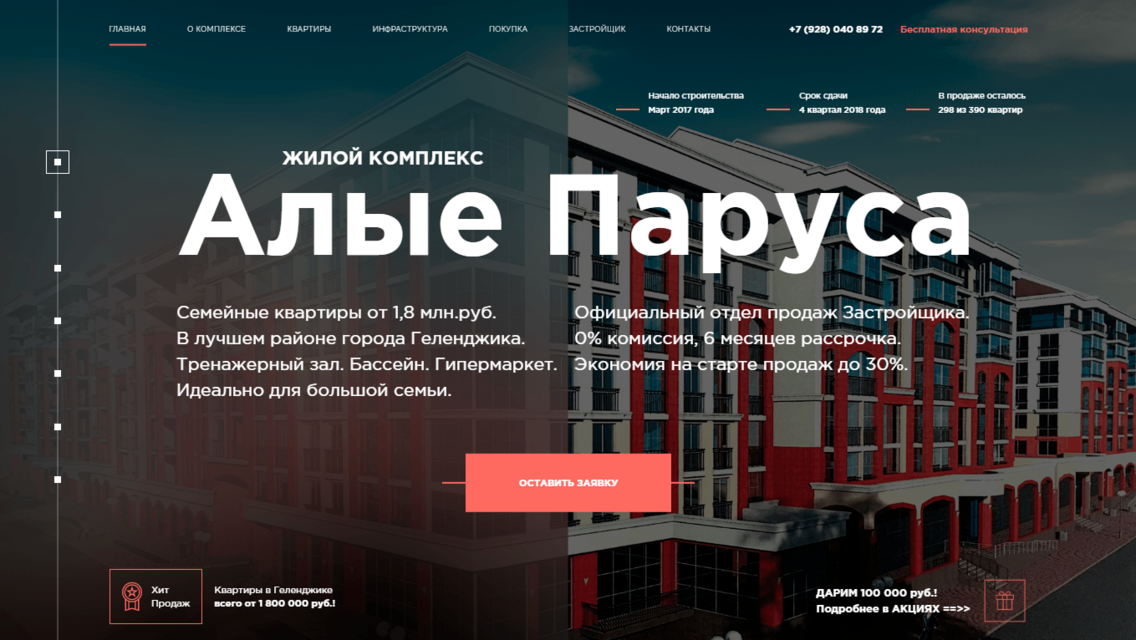 ГЛАВНАЯ
О КОМПЛЕКСЕ
КВАРТИРЫ
ИНФРАСТРУКТУРА
ПОКУПКА
ЗАСТРОЙЩИК
КОНТАКТЫ
+7 (928) 040 89 72
Бесплатная консультация
Начало строительства
Март 2017 года
Срок сдачи
4 квартал 2018 года
В продаже осталось
298 из 390 квартир
ЖИЛОЙ КОМПЛЕКС
Алые Паруса
Семейные квартиры от 1,8 млн.руб.
В лучшем районе города Геленджика.
Тренажерный зал. Бассейн. Гипермаркет.
Идеально для большой семьи.
Официальный отдел продаж Застройщика.
0% комиссия, 6 месяцев рассрочка.
Экономия на старте продаж до 30%.
ОСТАВИТЬ ЗАЯВКУ
Хит
Продаж
Квартиры в Геленджике
всего от 1 800 000 руб.!
ДАРИМ 100 000 руб.!
Подробнее в АКЦИЯХ ==>>